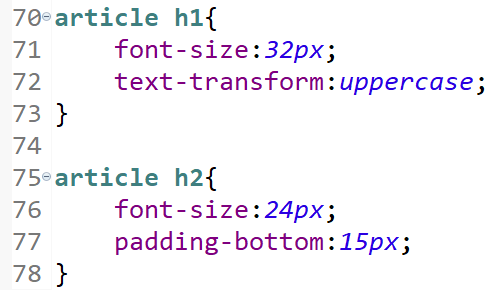 70 article h1{
71     font-size:32px;
72     text-transform:uppercase;
73 }
74
75 article h2{
76     font-size:24px;
77     padding-bottom:15px;
78 }